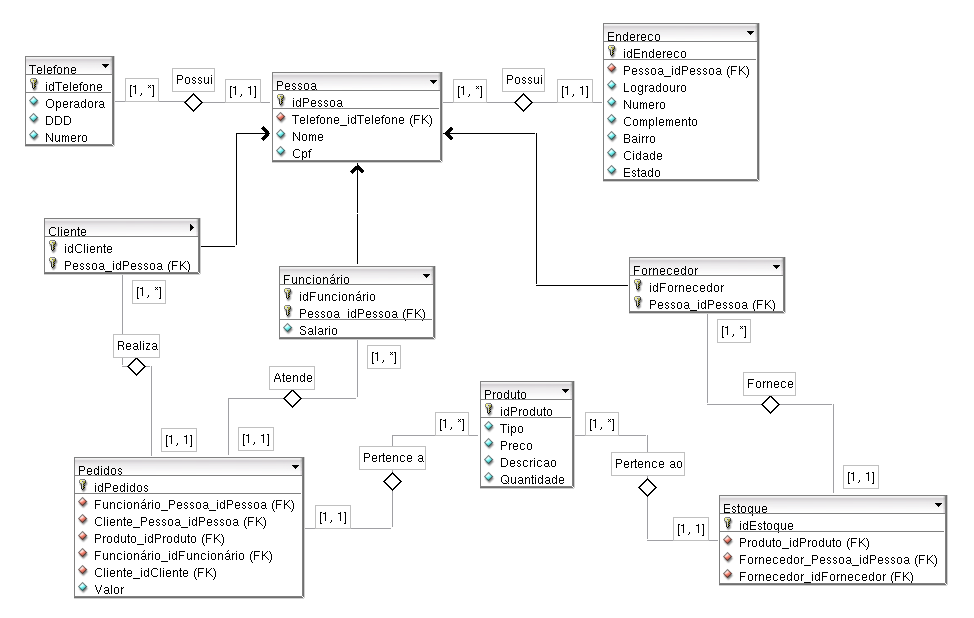 Telefone
idTelefone
Operadora
DDD
Numero
[1, *]
Possui
[1, 1]
Pessoa
idPessoa
Telefone_idTelefone (FK)
Nome
Cpf
[1, *]
Possui
[1, 1]
Endereco
idEndereco
Pessoa_idPessoa (FK)
Logradouro
Numero
Complemento
Bairro
Cidade
Estado
Cliente
idCliente
Pessoa_idPessoa (FK)
[1, *]
Realiza
[1, 1]
Funcionário
idFuncionário
Pessoa_idPessoa (FK)
Salario
[1, *]
Atende
[1, 1]
Fornecedor
idFornecedor
Pessoa_idPessoa (FK)
[1, *]
Fornece
[1, 1]
Produto
idProduto
Tipo
Preco
Descricao
Quantidade
[1, *]
Pertence a
[1, 1]
[1, *]
Pertence ao
[1, 1]
Pedidos
idPedidos
Funcionário_Pessoa_idPessoa (FK)
Cliente_Pessoa_idPessoa (FK)
Produto_idProduto (FK)
Funcionário_idFuncionário (FK)
Cliente_idCliente (FK)
Valor
Estoque
idEstoque
Produto_idProduto (FK)
Fornecedor_Pessoa_idPessoa (FK)
Fornecedor_idFornecedor (FK)